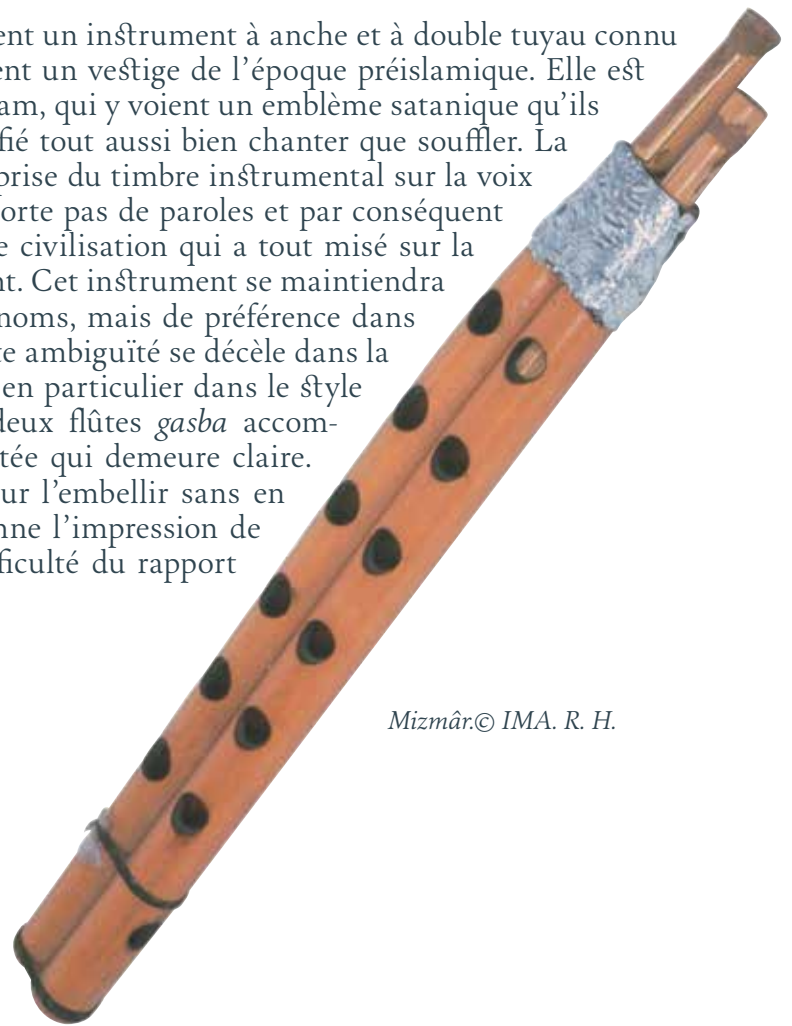 ent un instrument à anche et à double tuyau connu
ent un vestige de l’époque préislamique. Elle est
am, qui y voient un emblème satanique qu’ils
fié tout aussi bien chanter que souffler. La
prise du timbre instrumental sur la voix
orte pas de paroles et par conséquent
e civilisation qui a tout misé sur la
nt. Cet instrument se maintiendra
noms, mais de préférence dans
te ambiguïté se décèle dans la
en particulier dans le style
deux flûtes gasba accom-
tée qui demeure claire.
ur l’embellir sans en
nne l’impression de
ficulté du rapport
Mizmâr.© IMA. R. H.